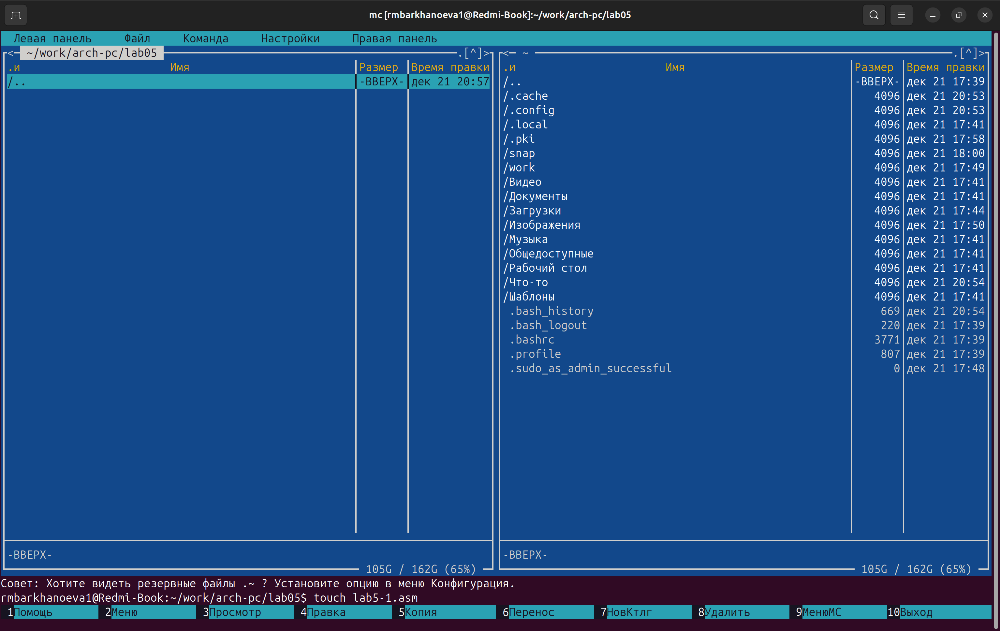 mc [rmbarkhanoeva1@Redmi-Book]:~/work/arch-pc/lab05
Левая панель Файл Команда Настройки Правая панель
<─ ~/work/arch-pc/lab05 ─.[^]>
.и Имя Размер Время правки
/.. -ВВЕРХ- дек 21 20:57
-ВВЕРХ-
105G / 162G (65%)
<─ ~ ─.[^]>
.и Имя Размер Время правки
/.. -ВВЕРХ- дек 21 17:39
/.cache 4096 дек 21 20:53
/.config 4096 дек 21 20:53
/.local 4096 дек 21 17:41
/.pki 4096 дек 21 17:58
/snap 4096 дек 21 18:00
/work 4096 дек 21 17:49
/Видео 4096 дек 21 17:41
/Документы 4096 дек 21 17:41
/Загрузки 4096 дек 21 17:44
/Изображения 4096 дек 21 17:50
/Музыка 4096 дек 21 17:41
/Общедоступные 4096 дек 21 17:41
/Рабочий стол 4096 дек 21 17:41
/Что-то 4096 дек 21 20:54
/Шаблоны 4096 дек 21 17:41
.bash_history 669 дек 21 20:54
.bash_logout 220 дек 21 17:39
.bashrc 3771 дек 21 17:39
.profile 807 дек 21 17:39
.sudo_as_admin_successful 0 дек 21 17:48
-ВВЕРХ-
105G / 162G (65%)
Совет: Хотите видеть резервные файлы .~ ? Установите опцию в меню Конфигурация.
rmbarkhanoeva1@Redmi-Book:~/work/arch-pc/lab05$ touch lab5-1.asm
1Помощь 2Меню 3Просмотр 4Правка 5Копия 6Перенос 7НовКтлг 8Удалить 9МенюМС 10Выход